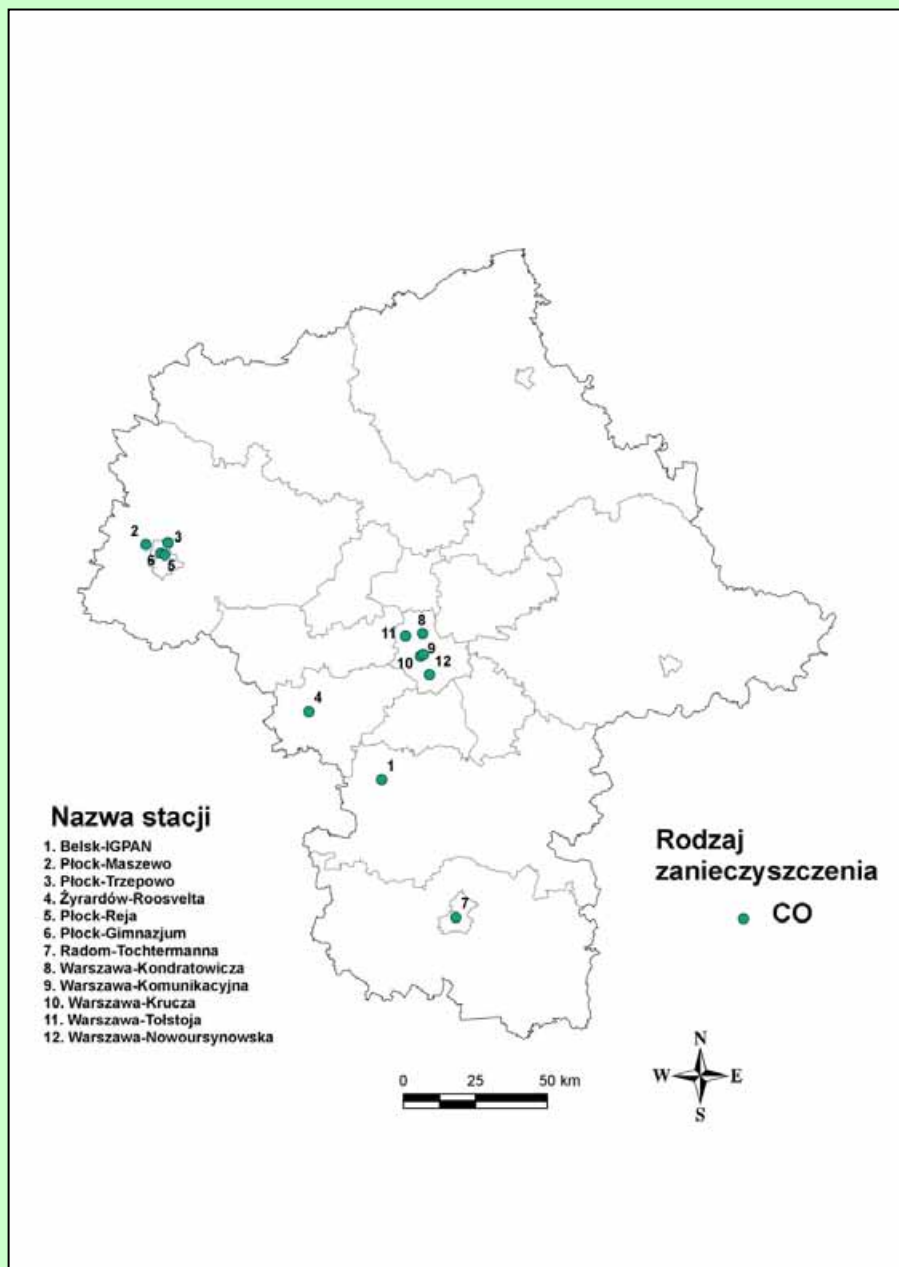 2
3
6
5
11
8
9
10
12
4
1
7
Nazwa stacji
1. Belsk-IGPAN
2. Płock-Maszewo
3. Płock-Trzepowo
4. Żyrardów-Roosvelta
5. Płock-Reja
6. Płock-Gimnazjum
7. Radom-Tochtermanna
8. Warszawa-Kondratowicza
9. Warszawa-Komunikacyjna
10. Warszawa-Krucza
11. Warszawa-Tołstoja
12. Warszawa-Nowoursynowska
Rodzaj
zanieczyszczenia
CO
0 25 50 km
N
W E
S